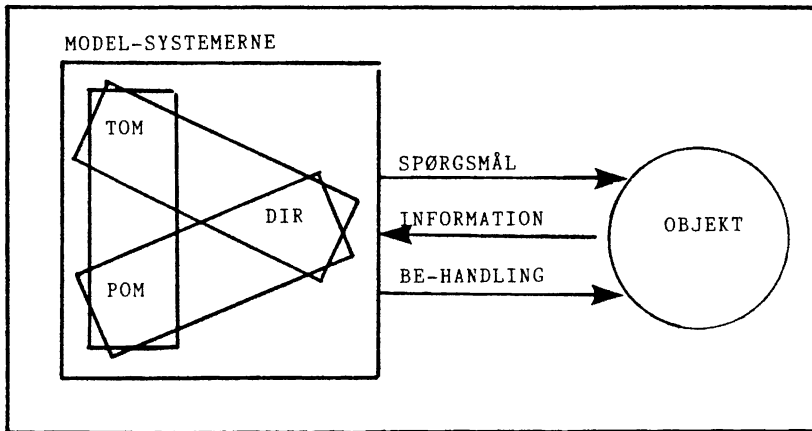 MODEL-SYSTEMERNE
TOM
SPØRGSMÅL
DIR
INFORMATION
OBJEKT
POM
BE-HANDLING